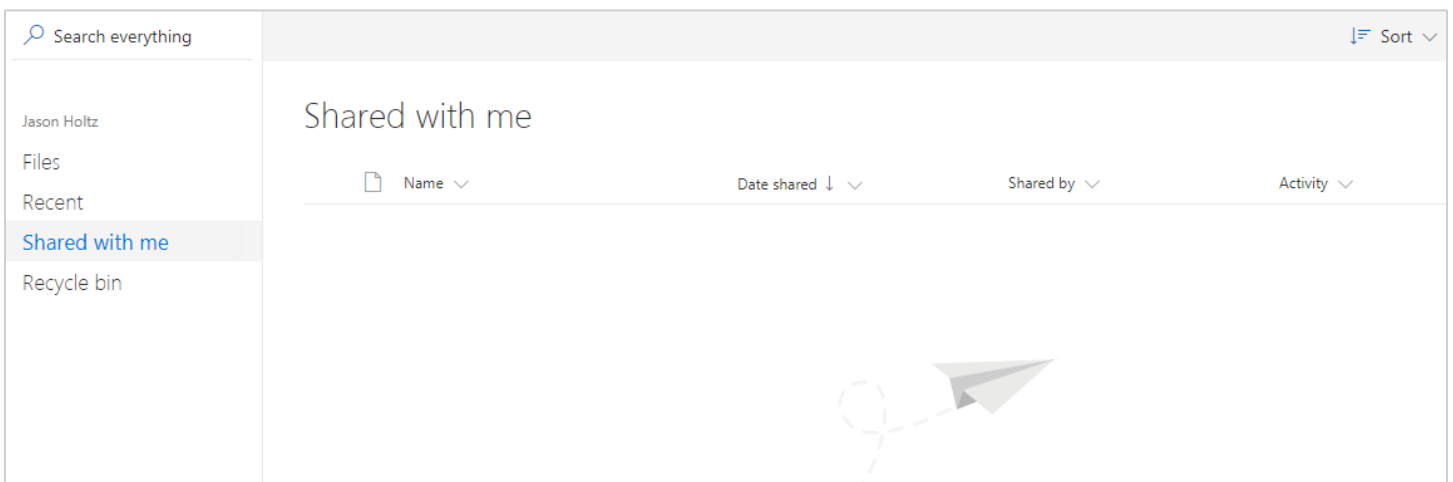 Search everything
Sort
Jason Holtz
Files
Recent
Shared with me
Recycle bin
Shared with me
Name Date shared Shared by Activity